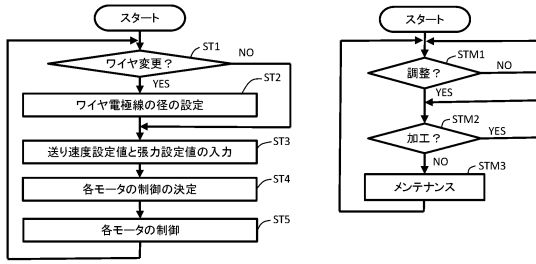 スタート
ワイヤ変更？
ST1
NO
YES
ST2
ワイヤ電極線の径の設定
ST3
送り速度設定値と張力設定値の入力
ST4
各モータの制御の決定
ST5
各モータの制御
スタート
STM1
調整？
NO
YES
STM2
加工？
YES
NO
STM3
メンテナンス